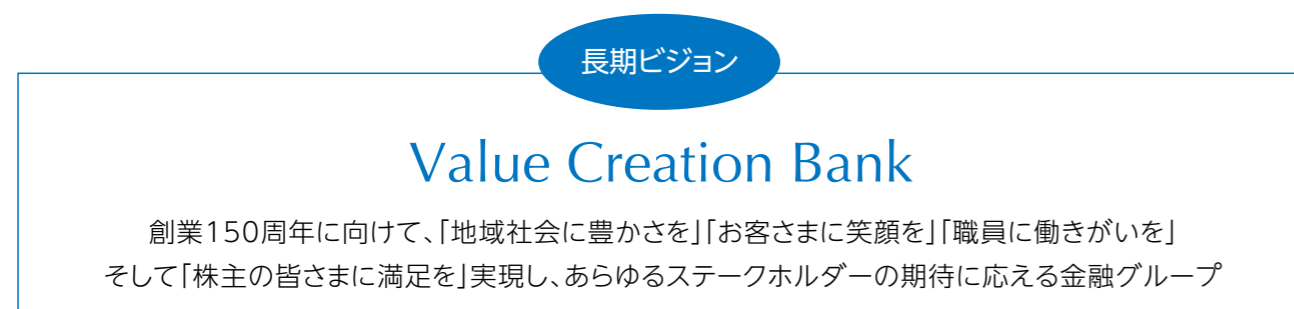 長期ビジョン
Value Creation Bank
創業150周年に向けて、「地域社会に豊かさを」「お客さまに笑顔を」「職員に働きがいを」
そして「株主の皆さまに満足を」実現し、あらゆるステークホルダーの期待に応える金融グループ